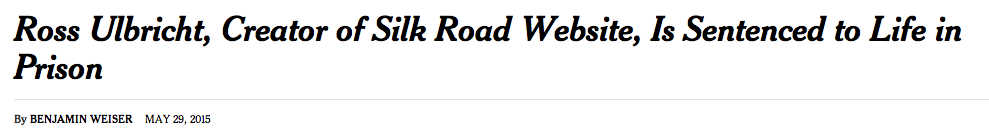 Ross Ulbricht, Creator of Silk Road Website, Is Sentenced to Life in
Prison
By BENJAMIN WEISER MAY 29, 2015